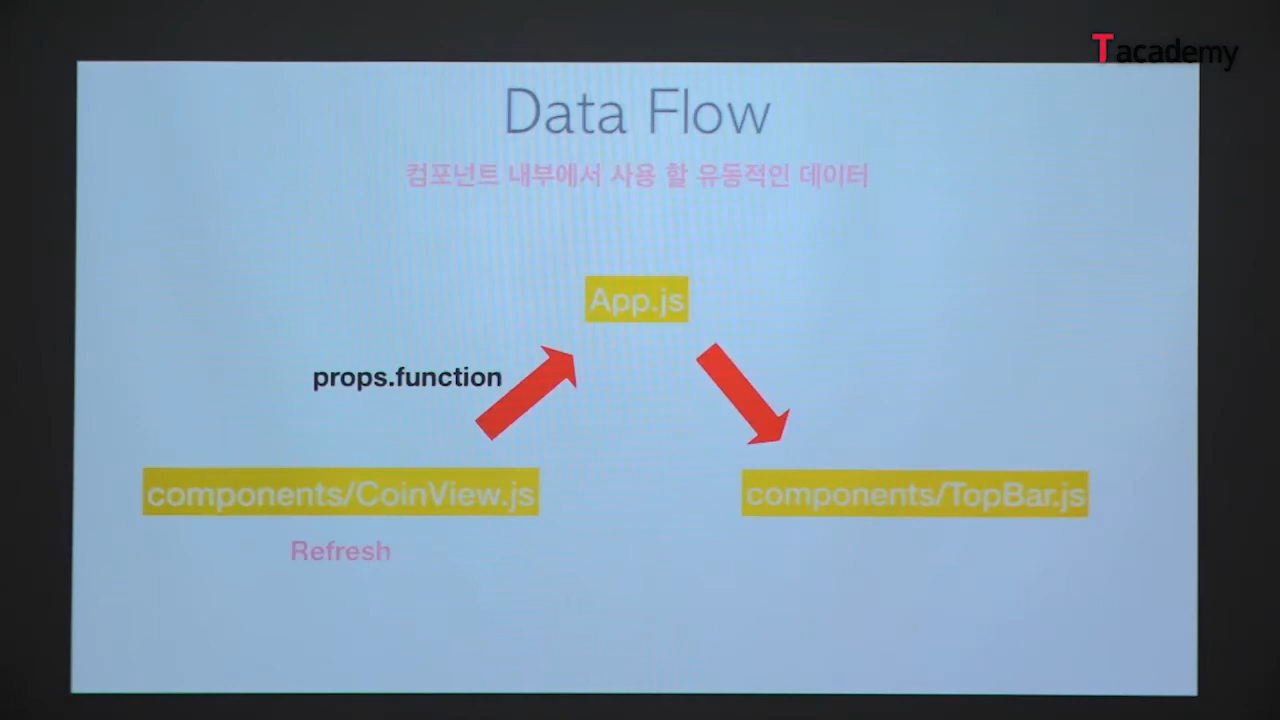 Tacademy
Data Flow
컴포넌트 내부에서 사용 할 유동적인 데이터
App.js
props.function
components/CoinView.js
components/TopBar.js
Refresh